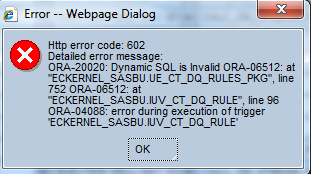 Error -- Webpage Dialog
Http error code: 602
Detailed error message:
ORA-20020: Dynamic SQL is Invalid ORA-06512: at
"ECKERNEL_SASBU.UE_CT_DQ_RULES_PKG", line
752 ORA-06512: at
"ECKERNEL_SASBU.IUV_CT_DQ_RULE", line 96
ORA-04088: error during execution of trigger
'ECKERNEL_SASBU.IUV_CT_DQ_RULE'
OK